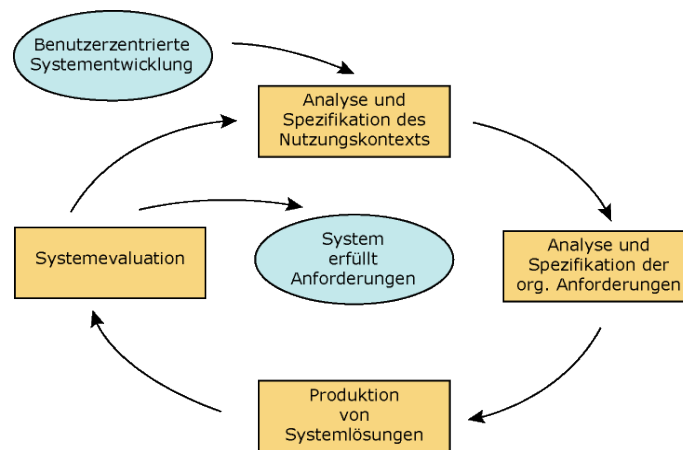 Benutzerzentrierte
Systementwicklung
Analyse und
Spezifikation des
Nutzungskontexts
Systemevaluation
System
erfüllt
Anforderungen
Analyse und
Spezifikation der
org. Anforderungen
Produktion
von
Systemlösungen